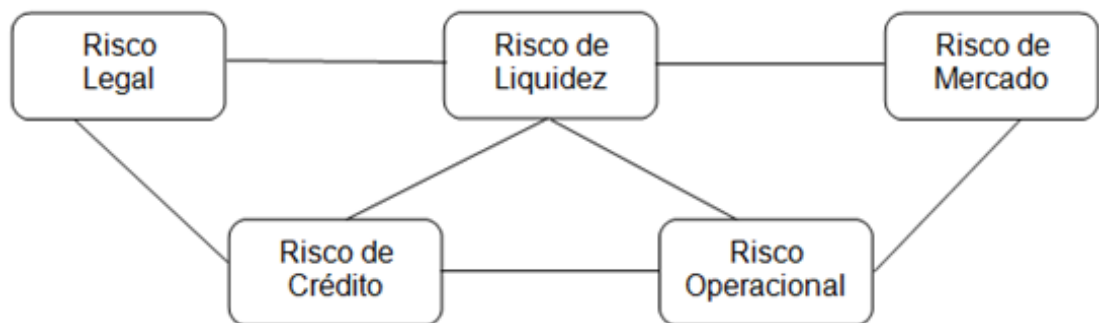 Risco
Legal
Risco de
Liquidez
Risco de
Mercado
Risco de
Crédito
Risco
Operacional